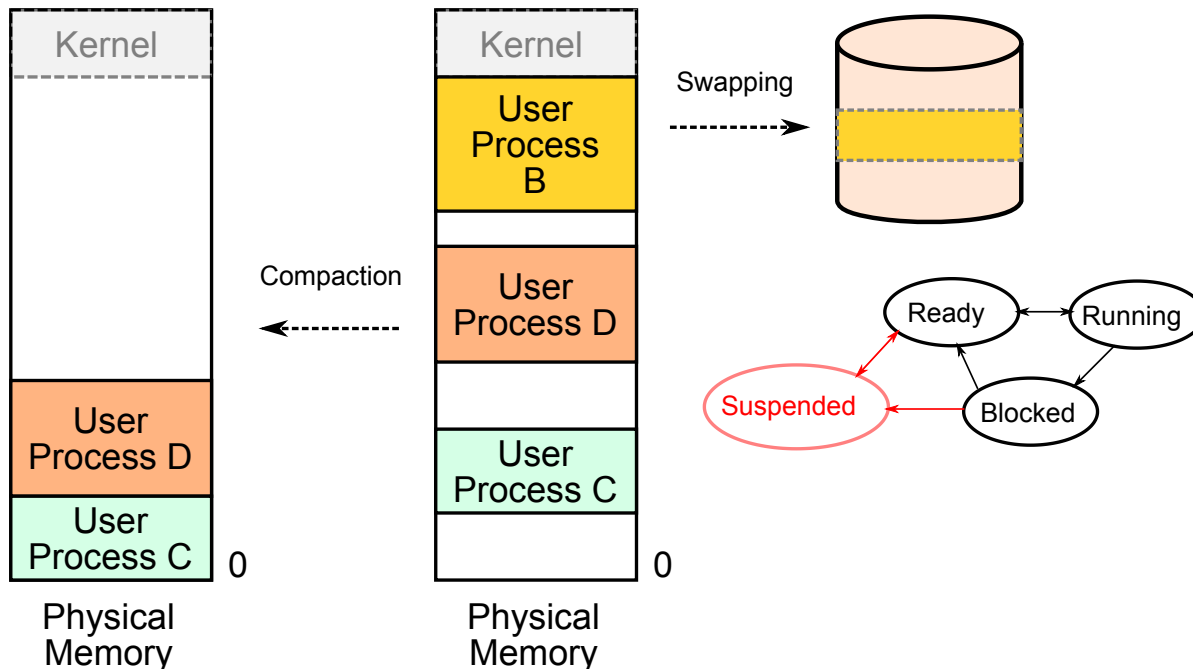 Kernel
User
Process D
User
Process C
0
Physical
Memory
Compaction
Kernel
User
Process
B
User
Process D
User
Process C
0
Physical
Memory
Swapping
Ready
Running
Suspended
Blocked